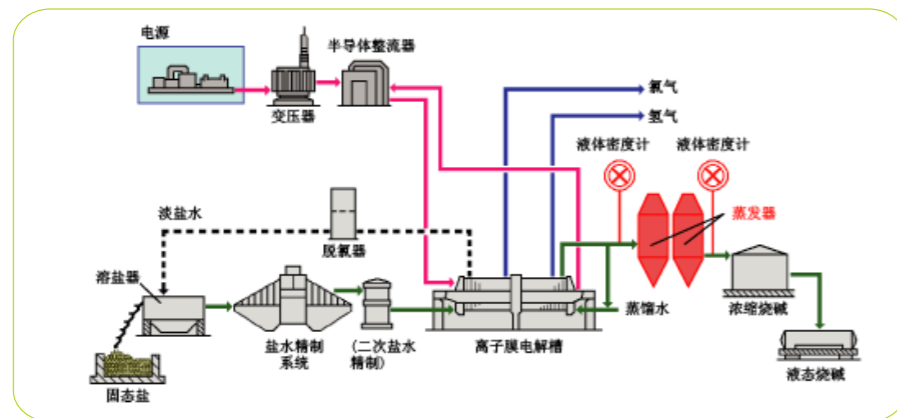 电源
半导体整流器
变压器
氯气
氢气
液体密度计
液体密度计
淡盐水
脱氯器
蒸发器
溶盐器
盐水精制
系统
(二次盐水
精制)
离子膜电解槽
蒸馏水
浓缩烧碱
固态盐
液态烧碱